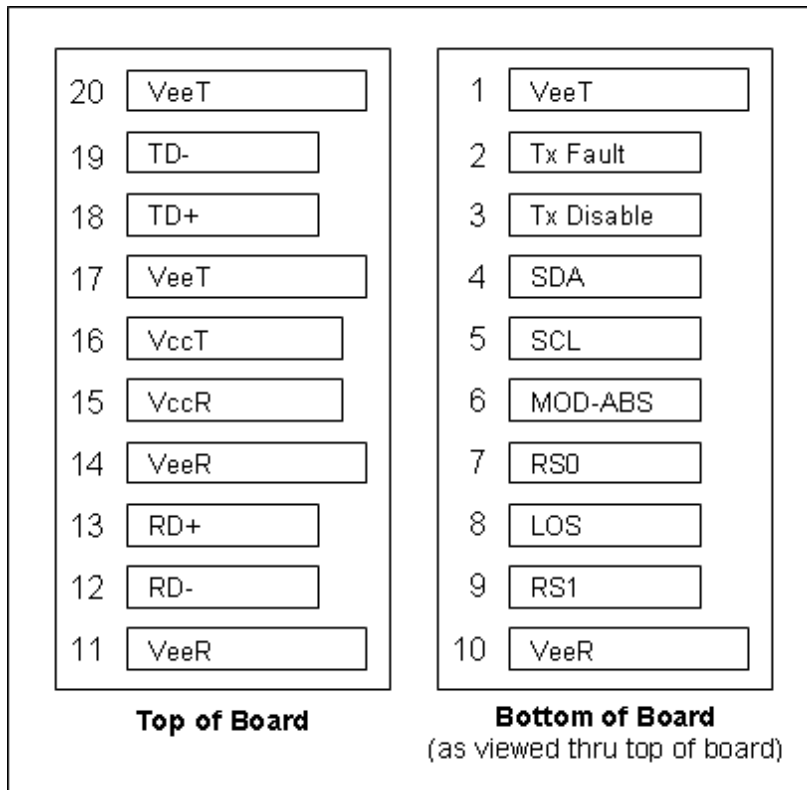 20 VeeT
19 TD-
18 TD+
17 VeeT
16 VccT
15 VccR
14 VeeR
13 RD+
12 RD-
11 VeeR
Top of Board
1 VeeT
2 Tx Fault
3 Tx Disable
4 SDA
5 SCL
6 MOD-ABS
7 RS0
8 LOS
9 RS1
10 VeeR
Bottom of Board
(as viewed thru top of board)